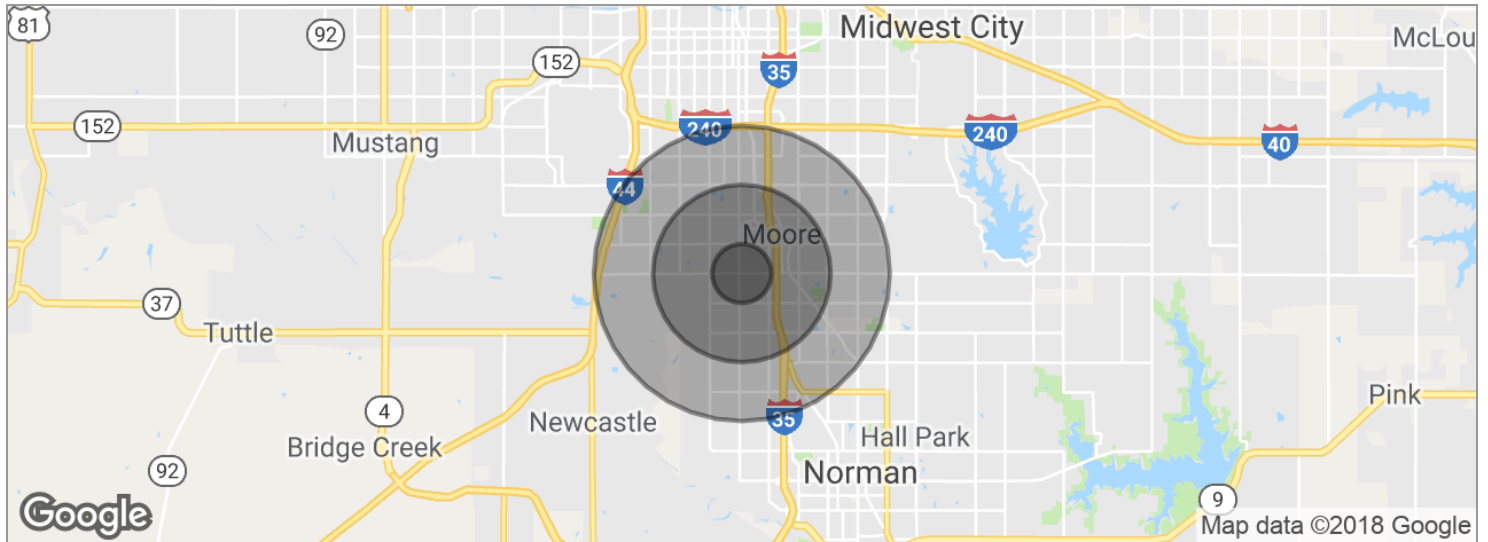 81
92
Midwest City
McLou
35
152
152
240
240
Mustang
40
44
Moore
37
Tuttle
4
Newcastle
35
Pink
Bridge Creek
Hall Park
92
Norman
9
Google
Map data ©2018 Google